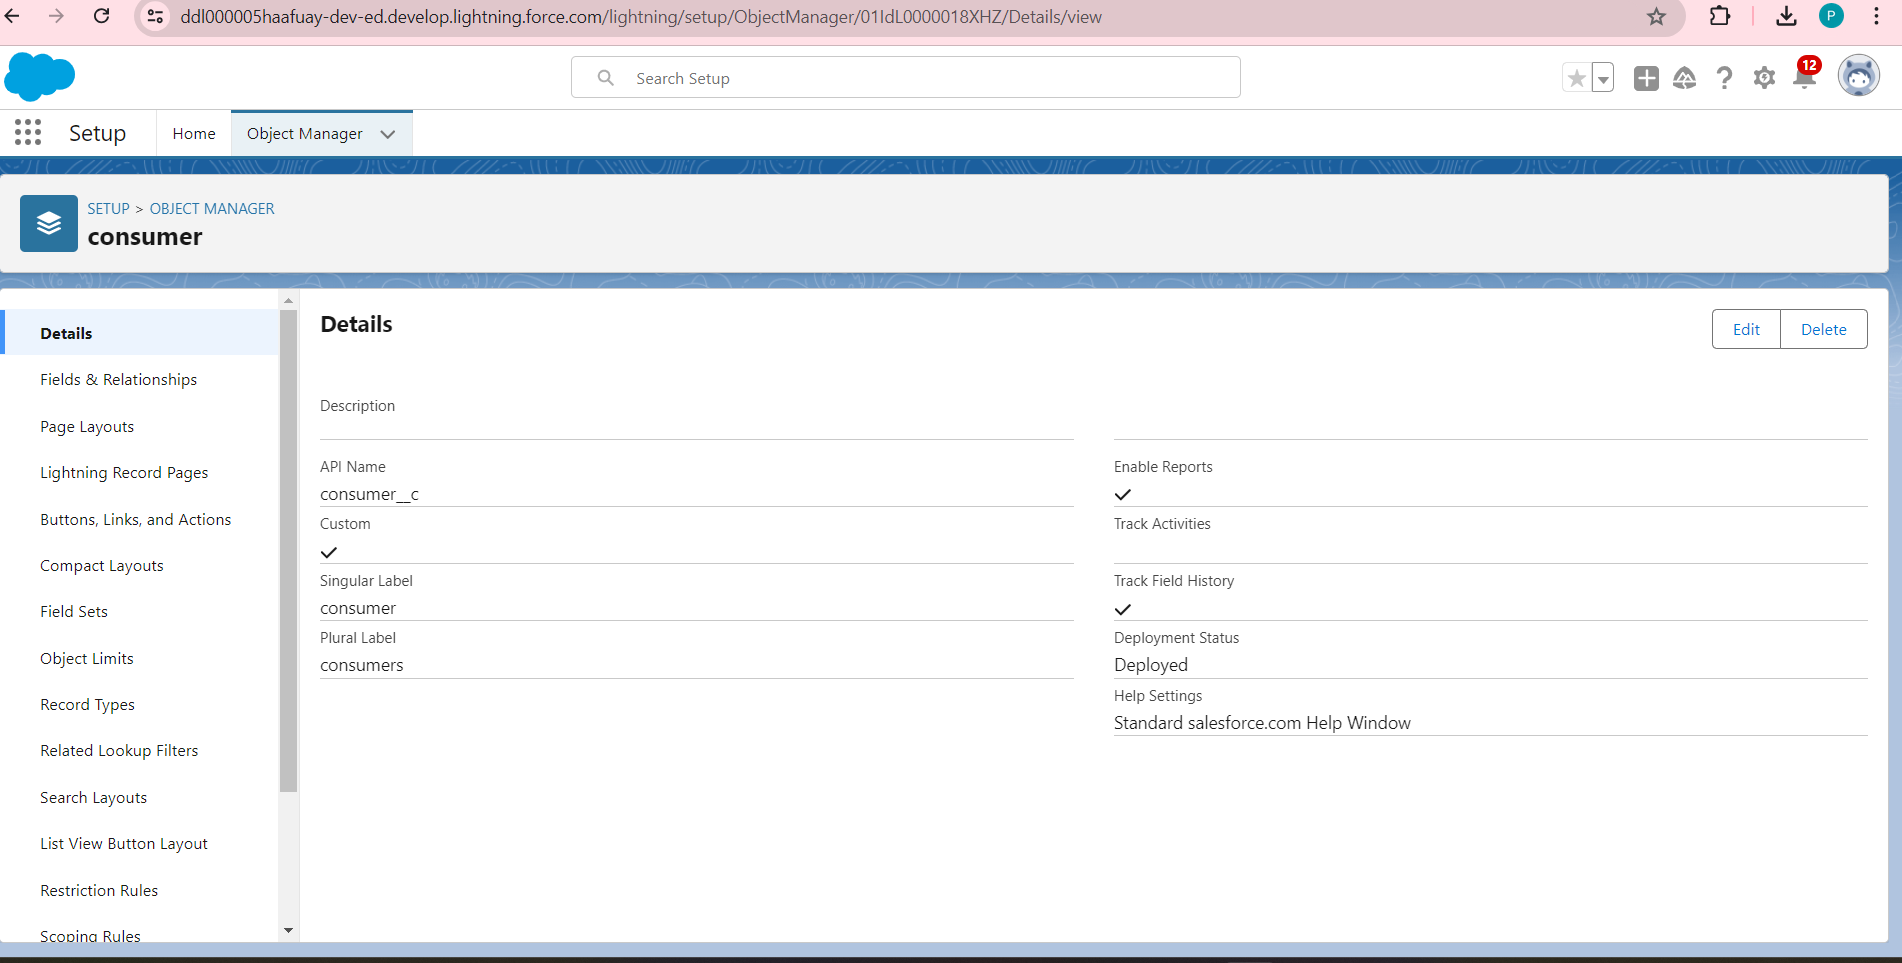 ddl000005haafuay-dev-ed.develop.lightning.force.com/lightning/setup/ObjectManager/01IdL0000018XHZ/Details/view
P
Search Setup
12
Setup
Home
Object Manager
SETUP > OBJECT MANAGER
consumer
Details
Fields & Relationships
Page Layouts
Lightning Record Pages
Buttons, Links, and Actions
Compact Layouts
Field Sets
Object Limits
Record Types
Related Lookup Filters
Search Layouts
List View Button Layout
Restriction Rules
Scoping Rules
Details
Edit
Delete
Description
API Name
consumer__c
Custom
Singular Label
consumer
Plural Label
consumers
Enable Reports
Track Activities
Track Field History
Deployment Status
Deployed
Help Settings
Standard salesforce.com Help Window